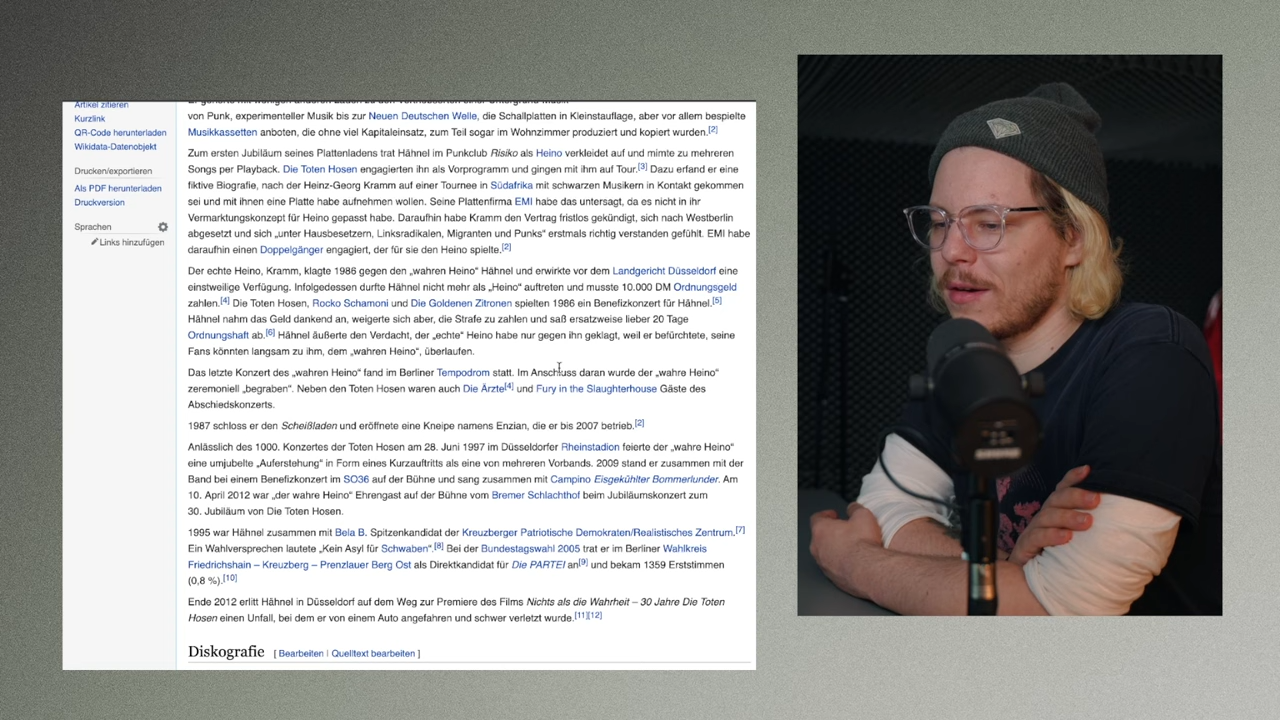 Artikel zitieren
Kurzlink
QR-Code herunterladen
Wikidata-Datenobjekt
Drucken/exportieren
Als PDF herunterladen
Druckversion
Sprachen
Links hinzufügen
von Punk, experimenteller Musik bis zur Neuen Deutschen Welle, die Schallplatten in Kleinstauflage, aber vor allem bespielte
Musikkassetten anboten, die ohne viel Kapitaleinsatz, zum Teil sogar im Wohnzimmer produziert und kopiert wurden.[2]
Zum ersten Jubiläum seines Plattenladens trat Hähnel im Punkclub Risiko als Heino verkleidet auf und mimte zu mehreren
Songs per Playback. Die Toten Hosen engagierten ihn als Vorprogramm und gingen mit ihm auf Tour.[3] Dazu erfand er eine
fiktive Biografie, nach der Heinz-Georg Kramm auf einer Tournee in Südafrika mit schwarzen Musikern in Kontakt gekommen
sei und mit ihnen eine Platte habe aufnehmen wollen. Seine Plattenfirma EMI habe das untersagt, da es nicht in ihr
Vermarktungskonzept für Heino gepasst habe. Daraufhin habe Kramm den Vertrag fristlos gekündigt, sich nach Westberlin
abgesetzt und sich „unter Hausbesetzern, Linksradikalen, Migranten und Punks“ erstmals richtig verstanden gefühlt. EMI habe
daraufhin einen Doppelgänger engagiert, der für sie den Heino spielte.[2]
Der echte Heino, Kramm, klagte 1986 gegen den „wahren Heino“ Hähnel und erwirkte vor dem Landgericht Düsseldorf eine
einstweilige Verfügung. Infolgedessen durfte Hähnel nicht mehr als „Heino“ auftreten und musste 10.000 DM Ordnungsgeld
zahlen.[4] Die Toten Hosen, Rocko Schamoni und Die Goldenen Zitronen spielten 1986 ein Benefizkonzert für Hähnel.[5]
Hähnel nahm das Geld dankend an, weigerte sich aber, die Strafe zu zahlen und saß ersatzweise lieber 20 Tage
Ordnungshaft ab.[6] Hähnel äußerte den Verdacht, der „echte“ Heino habe nur gegen ihn geklagt, weil er befürchtete, seine
Fans könnten langsam zu ihm, dem „wahren Heino“, überlaufen.
Das letzte Konzert des „wahren Heino“ fand im Berliner Tempodrom statt. Im Anschluss daran wurde der „wahre Heino“
zeremoniell „begraben“. Neben den Toten Hosen waren auch Die Ärzte[4] und Fury in the Slaughterhouse Gäste des
Abschiedskonzerts.
1987 schloss er den Scheißladen und eröffnete eine Kneipe namens Enzian, die er bis 2007 betrieb.[2]
Anlässlich des 1000. Konzertes der Toten Hosen am 28. Juni 1997 im Düsseldorfer Rheinstadion feierte der „wahre Heino“
eine umjubelte „Auferstehung“ in Form eines Kurzauftritts als eine von mehreren Vorbands. 2009 stand er zusammen mit der
Band bei einem Benefizkonzert im SO36 auf der Bühne und sang zusammen mit Campino Eisgekühlter Bommerlunder. Am
10. April 2012 war „der wahre Heino“ Ehrengast auf der Bühne vom Bremer Schlachthof beim Jubiläumskonzert zum
30. Jubiläum von Die Toten Hosen.
1995 war Hähnel zusammen mit Bela B. Spitzenkandidat der Kreuzberger Patriotische Demokraten/Realistisches Zentrum.[7]
Ein Wahlversprechen lautete „Kein Asyl für Schwaben“.[8] Bei der Bundestagswahl 2005 trat er im Berliner Wahlkreis
Friedrichshain – Kreuzberg – Prenzlauer Berg Ost als Direktkandidat für Die PARTEI an[9] und bekam 1359 Erststimmen
(0,8 %).[10]
Ende 2012 erlitt Hähnel in Düsseldorf auf dem Weg zur Premiere des Films Nichts als die Wahrheit – 30 Jahre Die Toten
Hosen einen Unfall, bei dem er von einem Auto angefahren und schwer verletzt wurde.[11][12]
Diskografie [ Bearbeiten | Quelltext bearbeiten ]